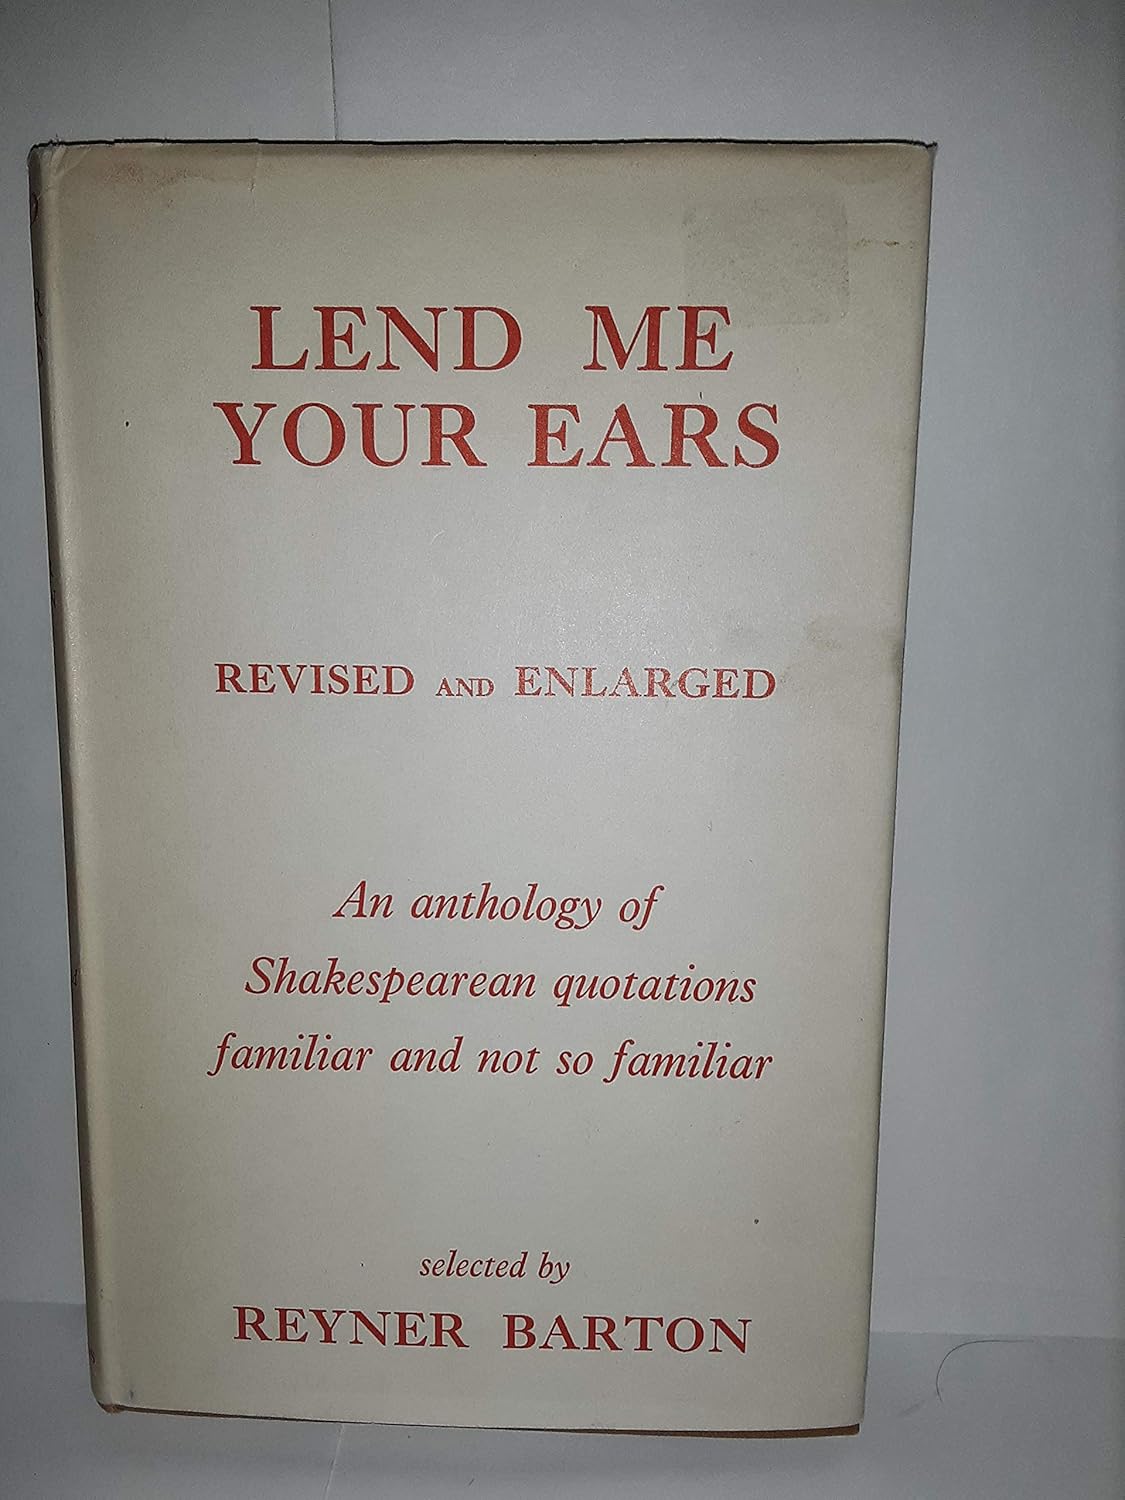 LEND ME
YOUR EARS
REVISED AND ENLARGED
An anthology of
Shakespearean quotations
familiar and not so familiar
selected by
REYNER BARTON